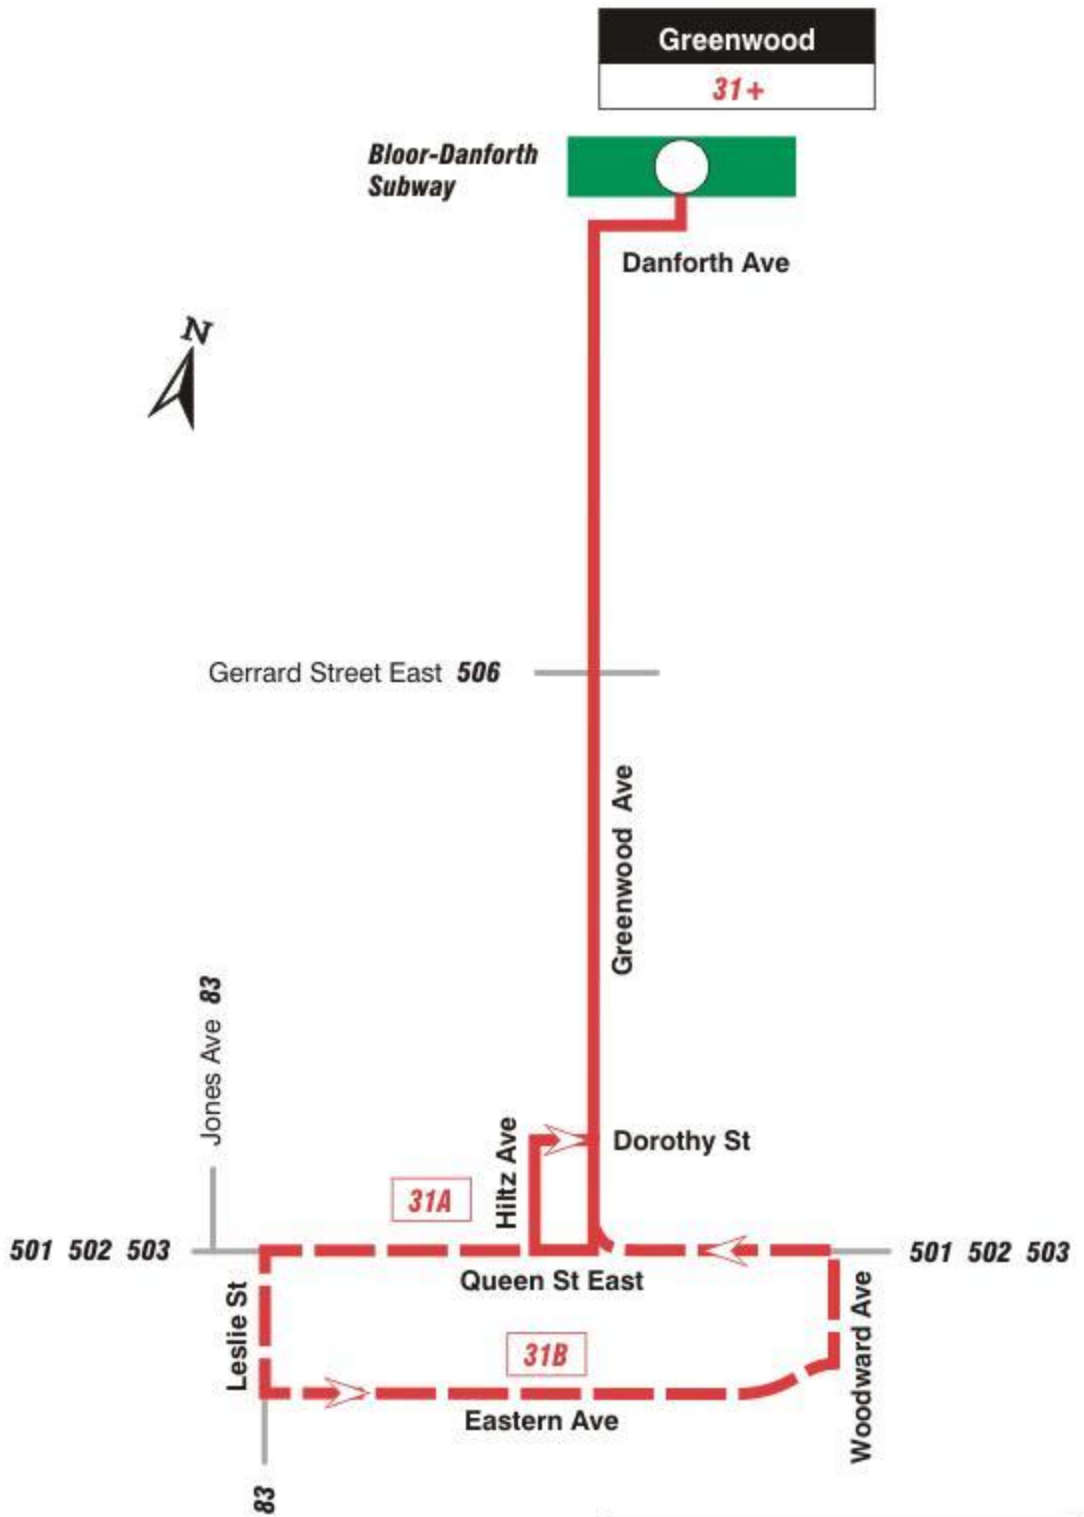 Greenwood
31+
Bloor-Danforth
Subway
Danforth Ave
N
Gerrard Street East 506
Greenwood Ave
Jones Ave 83
Hiltz Ave
Dorothy St
31A
501 502 503
501 502 503
Queen St East
Leslie St
31B
Woodward Ave
Eastern Ave
83